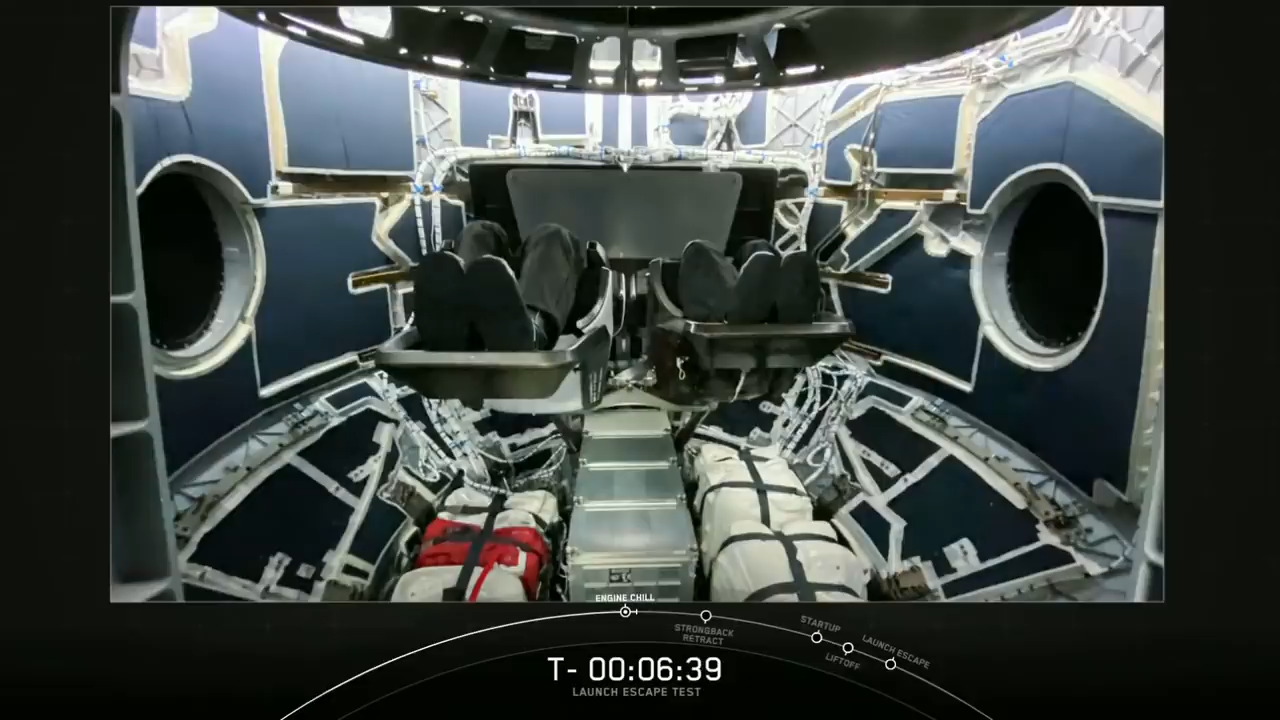 ENGINE CHILL
STRONGBACK
RETRACT
STARTUP
LIFTOFF
LAUNCH ESCAPE
T- 00:06:39
LAUNCH ESCAPE TEST